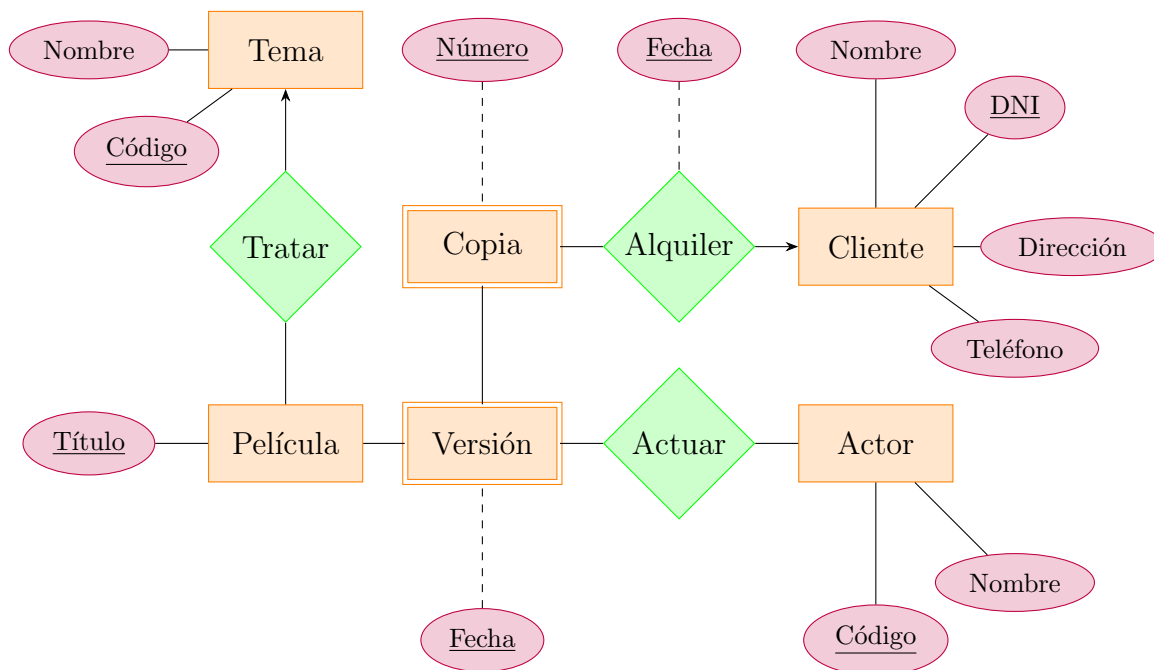 Nombre
Tema
Número
Fecha
Nombre
DNI
Código
Tratar
Copia
Alquiler
Cliente
Dirección
Teléfono
Título
Película
Versión
Actuar
Actor
Nombre
Fecha
Código